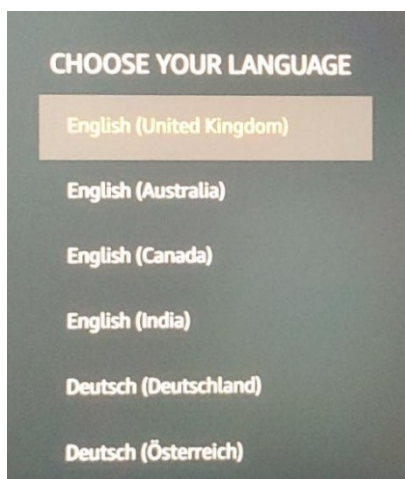 CHOOSE YOUR LANGUAGE
English (United Kingdom)
English (Australia)
English (Canada)
English (India)
Deutsch (Deutschland)
Deutsch (Österreich)